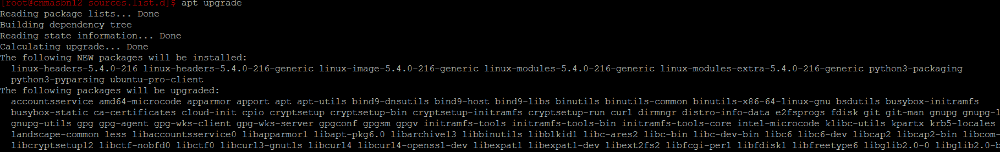 [root@cnmasbn12 sources.list.d]$ apt upgrade
Reading package lists... Done
Building dependency tree
Reading state information... Done
Calculating upgrade... Done
The following NEW packages will be installed:
  linux-headers-5.4.0-216 linux-headers-5.4.0-216-generic linux-image-5.4.0-216-generic linux-modules-5.4.0-216-generic linux-modules-extra-5.4.0-216-generic python3-packaging
  python3-pyparsing ubuntu-pro-client
The following packages will be upgraded:
  accountsservice amd64-microcode apparmor apport apt apt-utils bind9-dnsutils bind9-host bind9-libs binutils binutils-common binutils-x86-64-linux-gnu bsdutils busybox-initramfs
  busybox-static ca-certificates cloud-init cpio cryptsetup cryptsetup-bin cryptsetup-initramfs cryptsetup-run curl dirmngr distro-info-data e2fsprogs fdisk git git-man gnupg gnupg-l
  gnupg-utils gpg gpg-agent gpg-wks-client gpg-wks-server gpgconf gpgsm gpgv initramfs-tools initramfs-tools-bin initramfs-tools-core intel-microcode klibc-utils kpartx krb5-locales
  landscape-common less libaccountsservice0 libapparmor1 libapt-pkg6.0 libarchive13 libbinutils libblkid1 libc-ares2 libc-bin libc-dev-bin libc6 libc6-dev libcap2 libcap2-bin libcom-
  libcryptsetup12 libctf-nobfd0 libctf0 libcurl3-gnutls libcurl4 libcurl4-openssl-dev libexpat1 libexpat1-dev libext2fs2 libfcgi-perl libfdisk1 libfreetype6 libglib2.0-0 libglib2.0-b